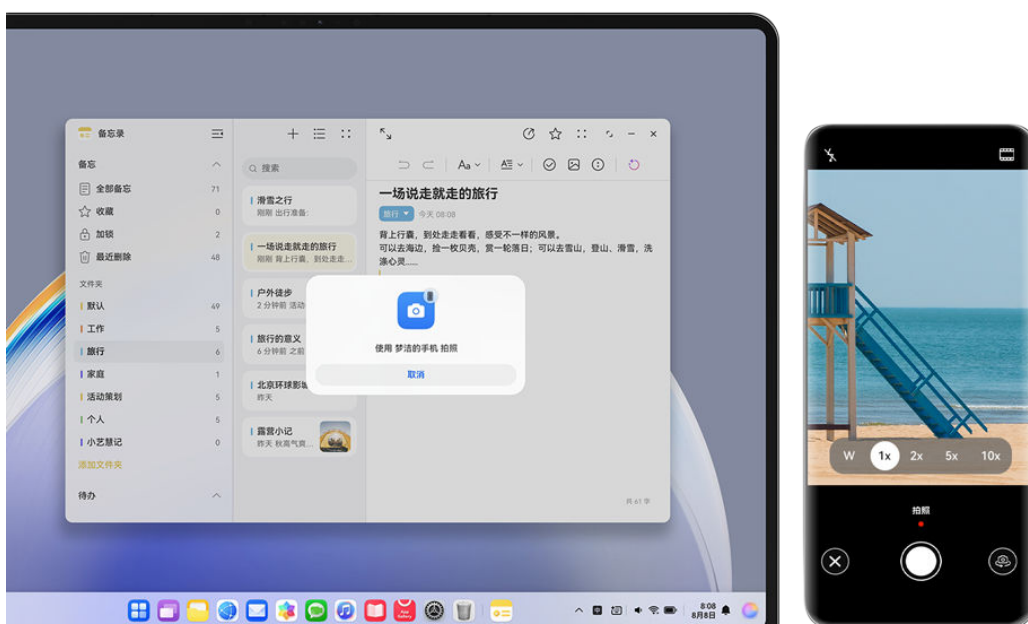 备忘录
备忘
全部备忘 71
收藏 0
加锁 2
最近删除 48
文件夹
默认 49
工作 5
旅行 6
家庭 1
活动策划 5
个人 5
小艺慧记 0
添加文件夹
待办
搜索
滑雪之行
刚刚 出行准备:
一场说走就走的旅行
刚刚 背上行囊，到处走走...
户外徒步
2 分钟前 活动
旅行的意义
6 分钟前 之前
北京环球影城
昨天
露营小记
昨天 秋高气爽...
Aa
一场说走就走的旅行
旅行 今天 08:08
背上行囊，到处走走看看，感受不一样的风景。
可以去海边，捡一枚贝壳，赏一轮落日；可以去雪山，登山、滑雪，洗
涤心灵......
共 61 字
使用 梦洁的手机 拍照
取消
8:08
8月8日
W 1x 2x 5x 10x
拍照